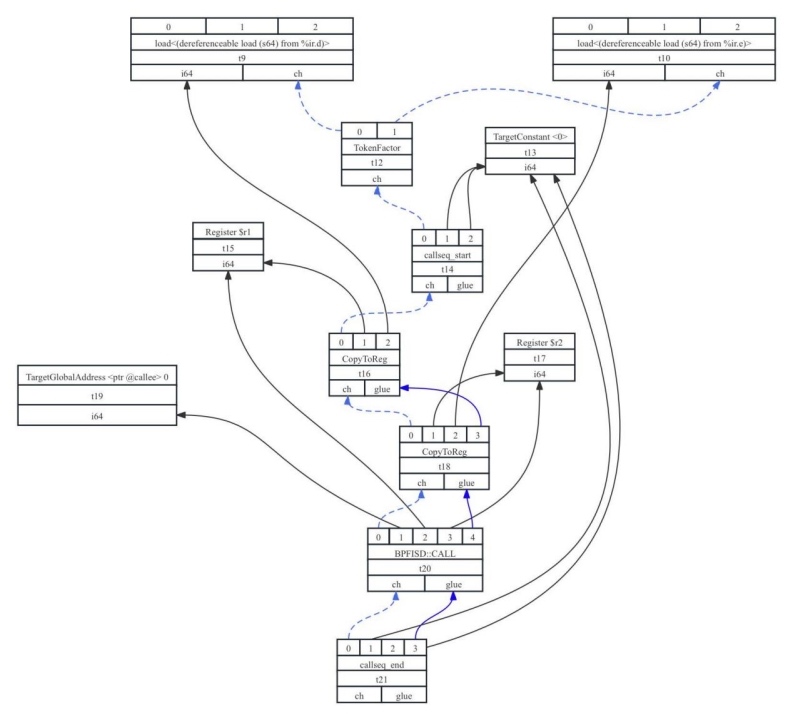 0 1 2
load<(dereferenceable load (s64) from %ir.d)>
t9
i64 ch
0 1 2
load<(dereferenceable load (s64) from %ir.e)>
t10
i64 ch
0 1
TokenFactor
t12
ch
TargetConstant <0>
t13
i64
Register $r1
t15
i64
0 1 2
callseq_start
t14
ch glue
0 1 2
CopyToReg
t16
ch glue
Register $r2
t17
i64
TargetGlobalAddress <ptr @callee> 0
t19
i64
0 1 2 3
CopyToReg
t18
ch glue
0 1 2 3 4
BPFISD::CALL
t20
ch glue
0 1 2 3
callseq_end
t21
ch glue